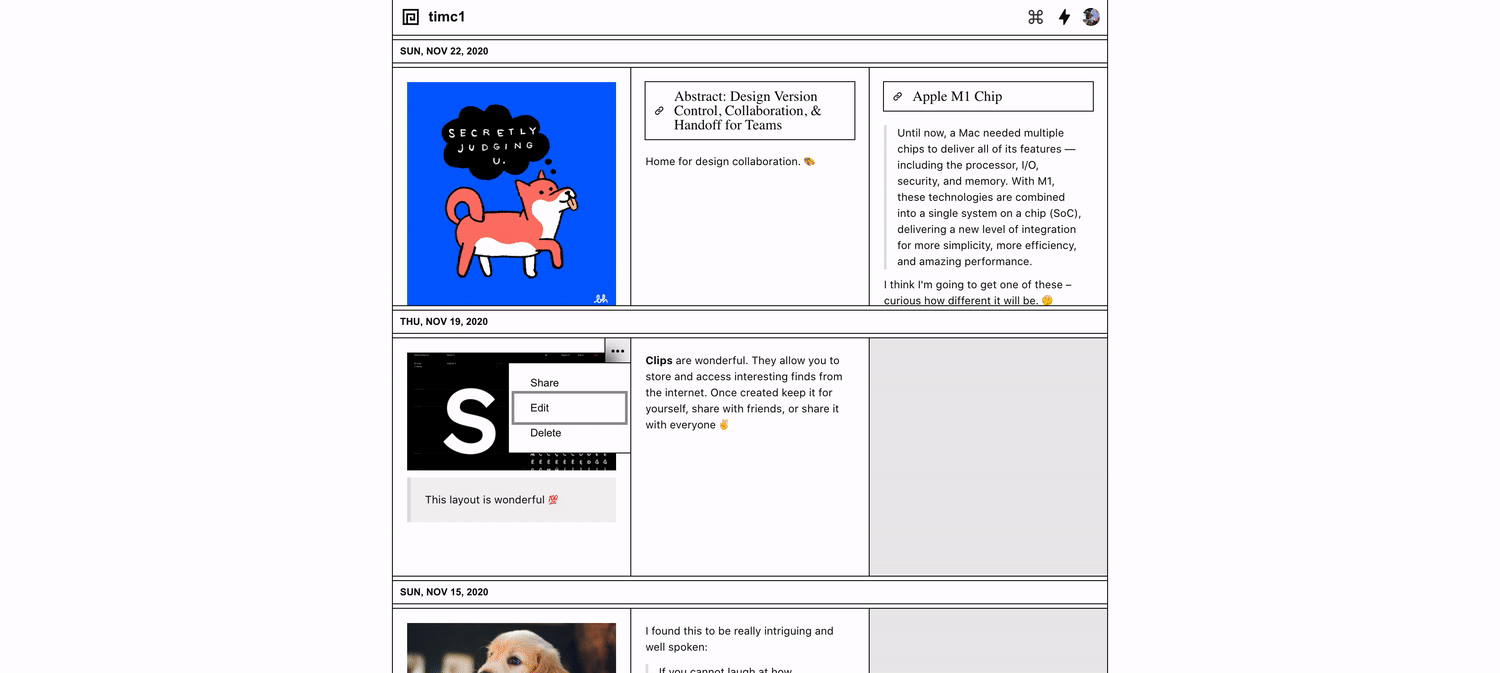 timc1
SUN, NOV 22, 2020
SECRETLY
JUDGING
U.
Abstract: Design Version
Control, Collaboration, &
Handoff for Teams
Home for design collaboration.
Apple M1 Chip
Until now, a Mac needed multiple
chips to deliver all of its features —
including the processor, I/O,
security, and memory. With M1,
these technologies are combined
into a single system on a chip (SoC),
delivering a new level of integration
for more simplicity, more efficiency,
and amazing performance.
I think I'm going to get one of these –
curious how different it will be.
THU, NOV 19, 2020
S
Share
Edit
Delete
This layout is wonderful 💯
Clips are wonderful. They allow you to
store and access interesting finds from
the internet. Once created keep it for
yourself, share with friends, or share it
with everyone ✌️
SUN, NOV 15, 2020
I found this to be really intriguing and
well spoken:
If you cannot laugh at how